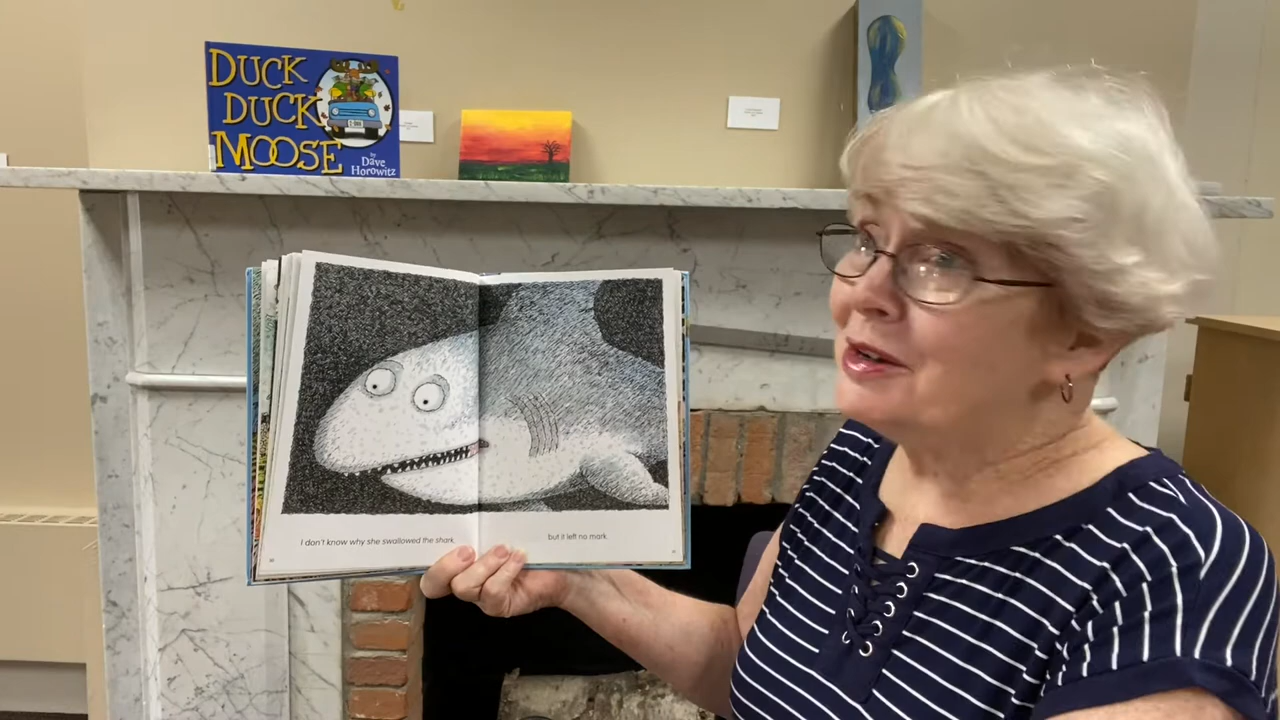 DUCK
DUCK
MOOSE
by
Dave
Horowitz
I don't know why she swallowed the shark,
but it left no mark.